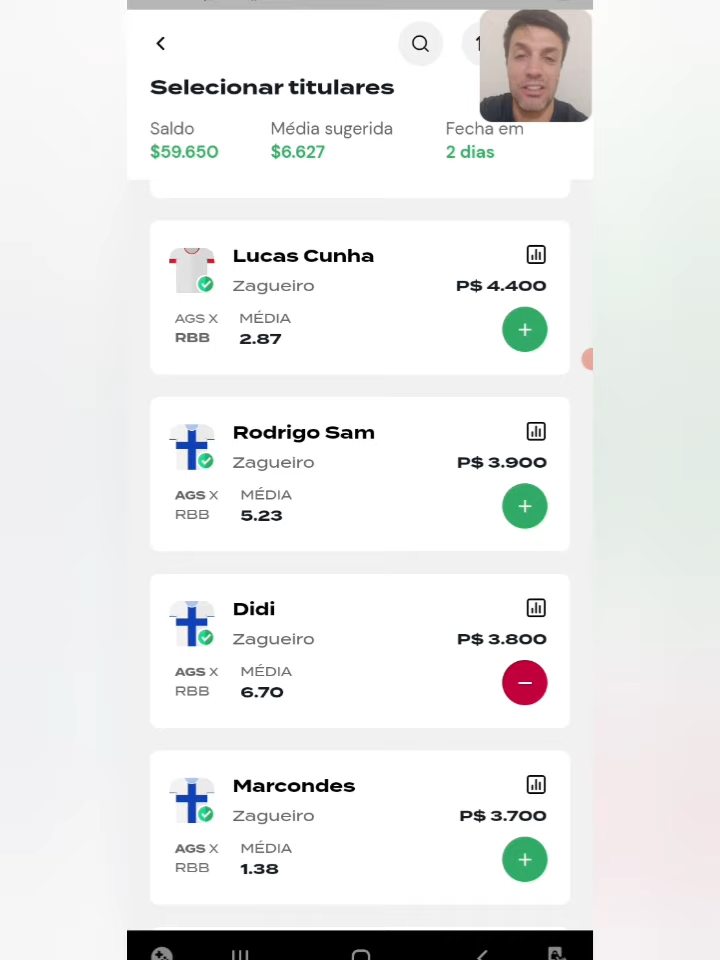 Selecionar titulares
Saldo
$59.650
Média sugerida
$6.627
Fecha em
2 dias
Lucas Cunha
Zagueiro
P$ 4.400
AGS X
RBB
MÉDIA
2.87
Rodrigo Sam
Zagueiro
P$ 3.900
AGS X
RBB
MÉDIA
5.23
Didi
Zagueiro
P$ 3.800
AGS X
RBB
MÉDIA
6.70
Marcondes
Zagueiro
P$ 3.700
AGS X
RBB
MÉDIA
1.38